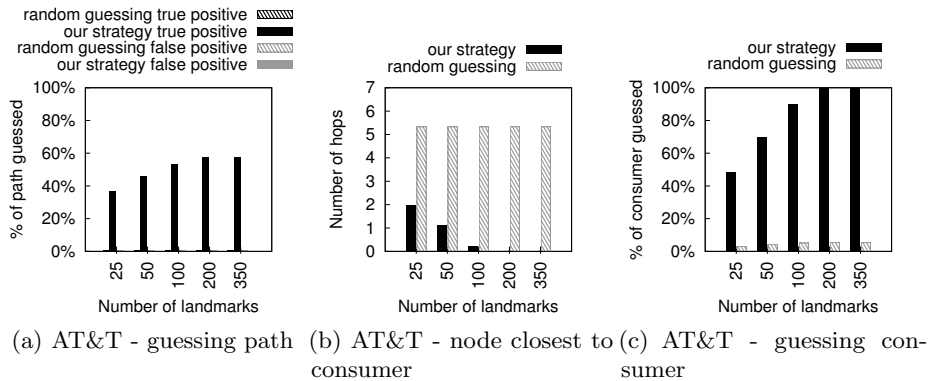 random guessing true positive
our strategy true positive
random guessing false positive
our strategy false positive
100%
80%
60%
40%
20%
0%
% of path guessed
25
50
100
200
350
Number of landmarks
(a) AT&T - guessing path
our strategy
random guessing
7
6
5
4
3
2
1
0
Number of hops
25
50
100
200
350
Number of landmarks
(b) AT&T - node closest to
consumer
our strategy
random guessing
100%
80%
60%
40%
20%
0%
% of consumer guessed
25
50
100
200
350
Number of landmarks
(c) AT&T - guessing con-
sumer